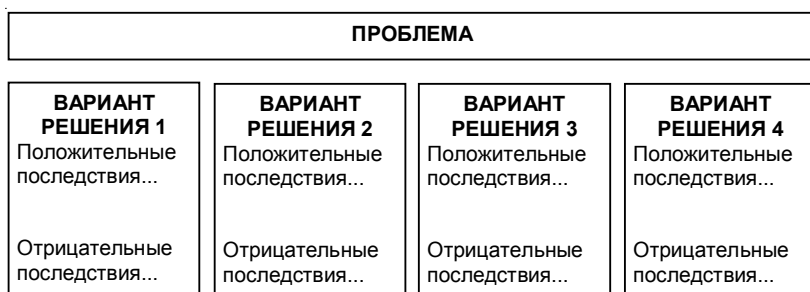 ПРОБЛЕМА
ВАРИАНТ
РЕШЕНИЯ 1
Положительные
последствия...
Отрицательные
последствия...
ВАРИАНТ
РЕШЕНИЯ 2
Положительные
последствия...
Отрицательные
последствия...
ВАРИАНТ
РЕШЕНИЯ 3
Положительные
последствия...
Отрицательные
последствия...
ВАРИАНТ
РЕШЕНИЯ 4
Положительные
последствия...
Отрицательные
последствия...